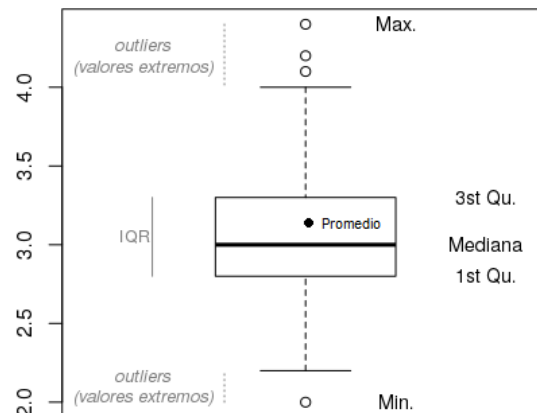 outliers
(valores extremos)
Max.
4.0
3.5
3st Qu.
IQR
Promedio
3.0
Mediana
1st Qu.
2.5
outliers
(valores extremos)
2.0
Min.